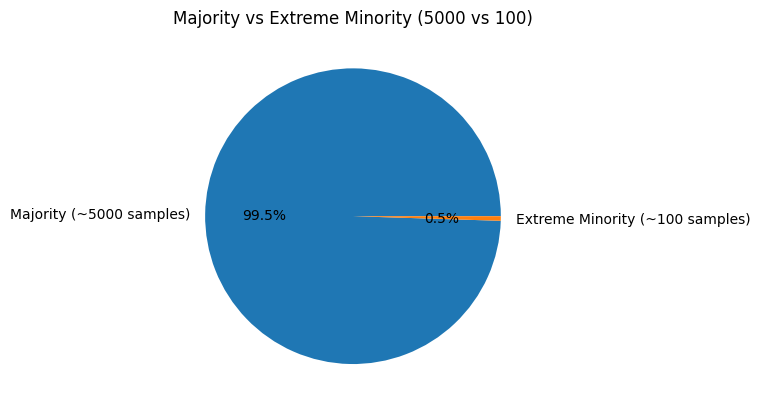 Majority vs Extreme Minority (5000 vs 100)
Majority (~5000 samples)
99.5%
0.5%
Extreme Minority (~100 samples)